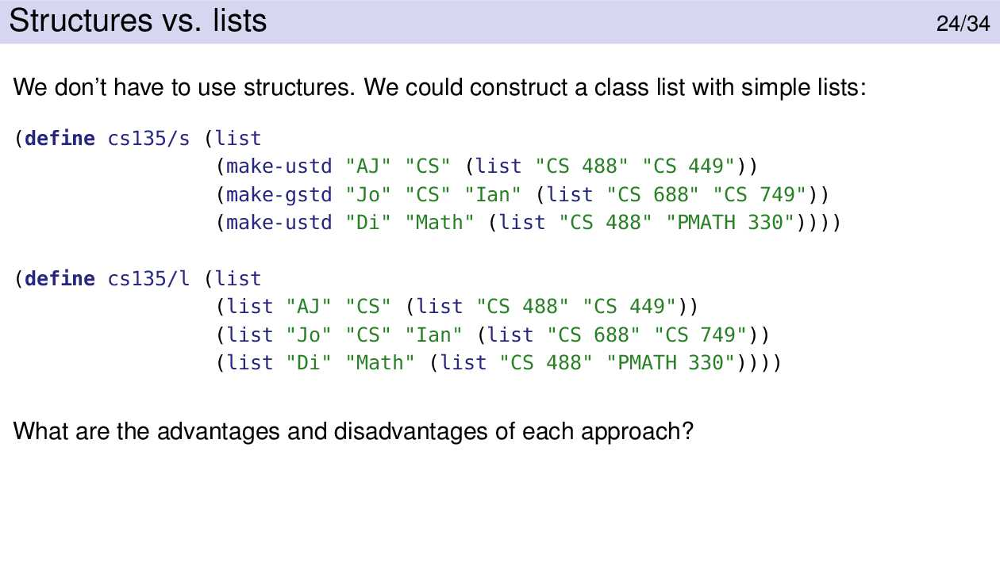 Structures vs. lists 24/34
We don't have to use structures. We could construct a class list with simple lists:
(define cs135/s (list
(make-ustd "AJ" "CS" (list "CS 488" "CS 449"))
(make-gstd "Jo" "CS" "Ian" (list "CS 688" "CS 749"))
(make-ustd "Di" "Math" (list "CS 488" "PMATH 330"))))
(define cs135/l (list
(list "AJ" "CS" (list "CS 488" "CS 449"))
(list "Jo" "CS" "Ian" (list "CS 688" "CS 749"))
(list "Di" "Math" (list "CS 488" "PMATH 330"))))
What are the advantages and disadvantages of each approach?